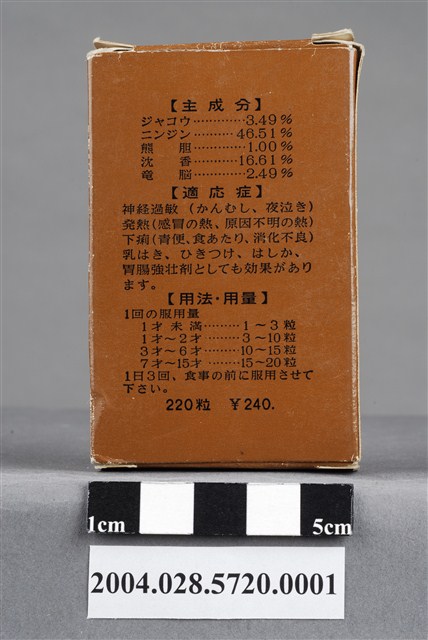 【主成分】
ジャコウ…………3.49%
ニンジン………46.51%
熊 胆…………1.00%
沈 香………16.61%
竜 脳…………2.49%
【適応症】
神経過敏(かんむし、夜泣き)
発熱(感冒の熱、原因不明の熱)
下痢(青便、食あたり、消化不良)
乳はき、ひきつけ、はしか、
胃腸強壮剤としても効果があり
ます。
【用法・用量】
1回の服用量
1才未満………1～3粒
1才～2才………3～10粒
3才～6才………10～15粒
7才～15才………15～20粒
1日3回、食事の前に服用させて
下さい。
220粒 ¥240.
1cm 5cm
2004.028.5720.0001